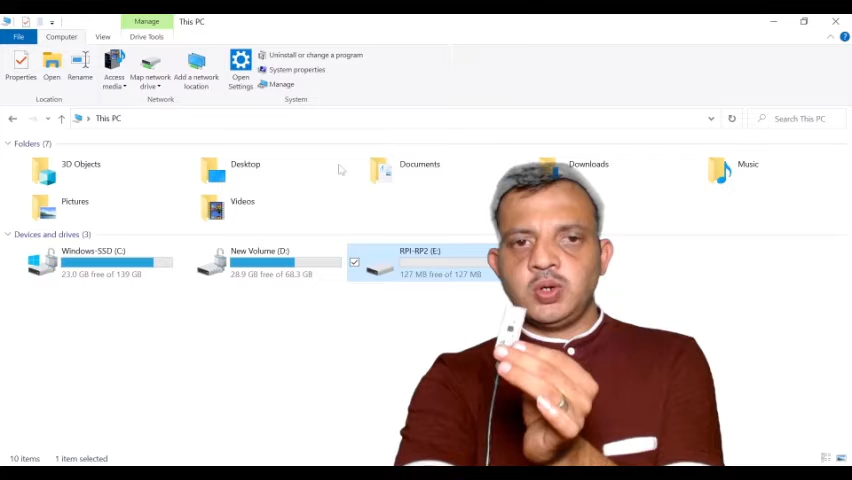 Manage
This PC
File
Computer
View
Drive Tools
Properties
Open
Rename
Access media
Map network drive
Add a network location
Open Settings
Uninstall or change a program
System properties
Manage
Location
Network
System
This PC
Search This PC
Folders (7)
3D Objects
Desktop
Documents
Downloads
Music
Pictures
Videos
Devices and drives (3)
Windows-SSD (C:)
23.0 GB free of 139 GB
New Volume (D:)
28.9 GB free of 68.3 GB
RPI-RP2 (E:)
127 MB free of 127 MB
10 items
1 item selected